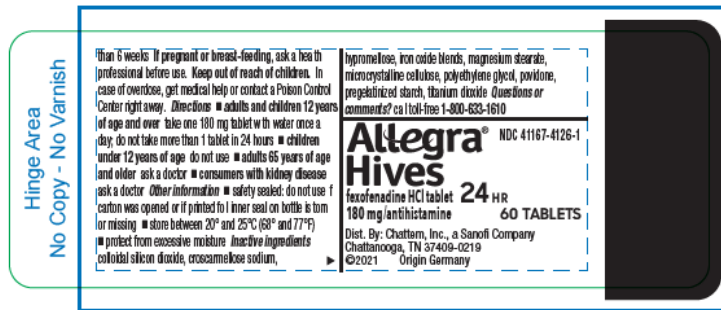 Hinge Area
No Copy - No Varnish
than 6 weeks If pregnant or breast-feeding, ask a health
professional before use. Keep out of reach of children. In
case of overdose, get medical help or contact a Poison Control
Center right away. Directions ■ adults and children 12 years
of age and over take one 180 mg tablet with water once a
day; do not take more than 1 tablet in 24 hours ■ children
under 12 years of age do not use ■ adults 65 years of age
and older ask a doctor ■ consumers with kidney disease
ask a doctor Other information ■ safety sealed: do not use if
carton was opened or if printed foil inner seal on bottle is torn
or missing ■ store between 20° and 25°C (68° and 77°F)
■ protect from excessive moisture Inactive ingredients
colloidal silicon dioxide, croscarmellose sodium, ▶
hypromellose, iron oxide blends, magnesium stearate,
microcrystalline cellulose, polyethylene glycol, povidone,
pregelatinized starch, titanium dioxide Questions or
comments? call toll-free 1-800-633-1610
Allegra® NDC 41167-4126-1
Hives
fexofenadine HCl tablet 24 HR
180 mg/antihistamine 60 TABLETS
Dist. By: Chattem, Inc., a Sanofi Company
Chattanooga, TN 37409-0219
©2021 Origin Germany